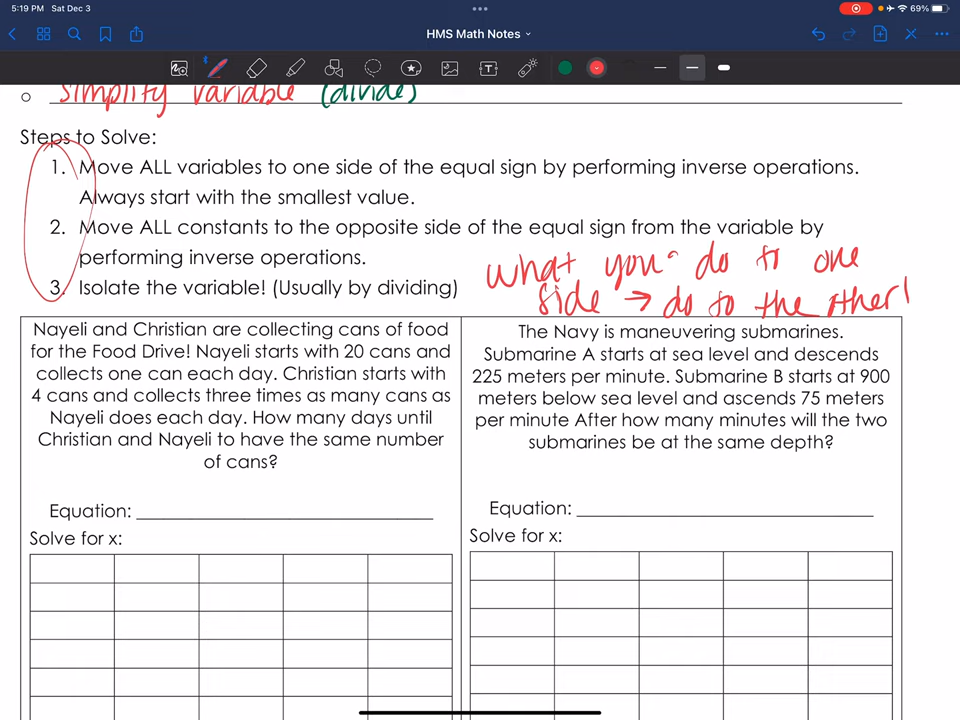 5:19 PM Sat Dec 3
69%
HMS Math Notes
T
simplify variable (divide)
Steps to Solve:
1. Move ALL variables to one side of the equal sign by performing inverse operations.
Always start with the smallest value.
2. Move ALL constants to the opposite side of the equal sign from the variable by
performing inverse operations.
3. Isolate the variable! (Usually by dividing)
what you do to one
side → do to the other!
Nayeli and Christian are collecting cans of food
for the Food Drive! Nayeli starts with 20 cans and
collects one can each day. Christian starts with
4 cans and collects three times as many cans as
Nayeli does each day. How many days until
Christian and Nayeli to have the same number
of cans?
Equation: ____________________
Solve for x:
The Navy is maneuvering submarines.
Submarine A starts at sea level and descends
225 meters per minute. Submarine B starts at 900
meters below sea level and ascends 75 meters
per minute After how many minutes will the two
submarines be at the same depth?
Equation: ____________________
Solve for x: